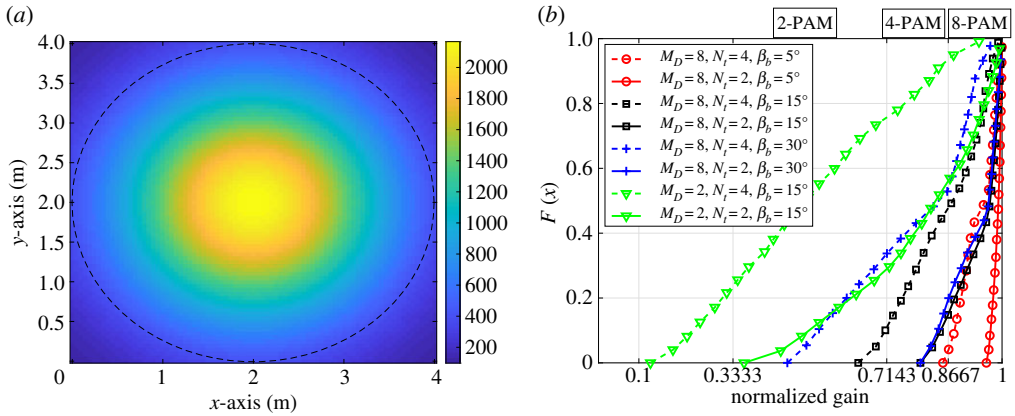 (a)
4.0
3.5
3.0
2.5
2.0
1.5
1.0
0.5
0
y-axis (m)
0 1 2 3 4
x-axis (m)
2000
1800
1600
1400
1200
1000
800
600
400
200
(b)
2-PAM 4-PAM 8-PAM
1.0
0.8
0.6
0.4
0.2
0
F (x)
M_D=8, N_t=4, β_b=5°
M_D=8, N_t=2, β_b=5°
M_D=8, N_t=4, β_b=15°
M_D=8, N_t=2, β_b=15°
M_D=8, N_t=4, β_b=30°
M_D=8, N_t=2, β_b=30°
M_D=2, N_t=4, β_b=15°
M_D=2, N_t=2, β_b=15°
0.1 0.3333 0.7143 0.8667 1
normalized gain